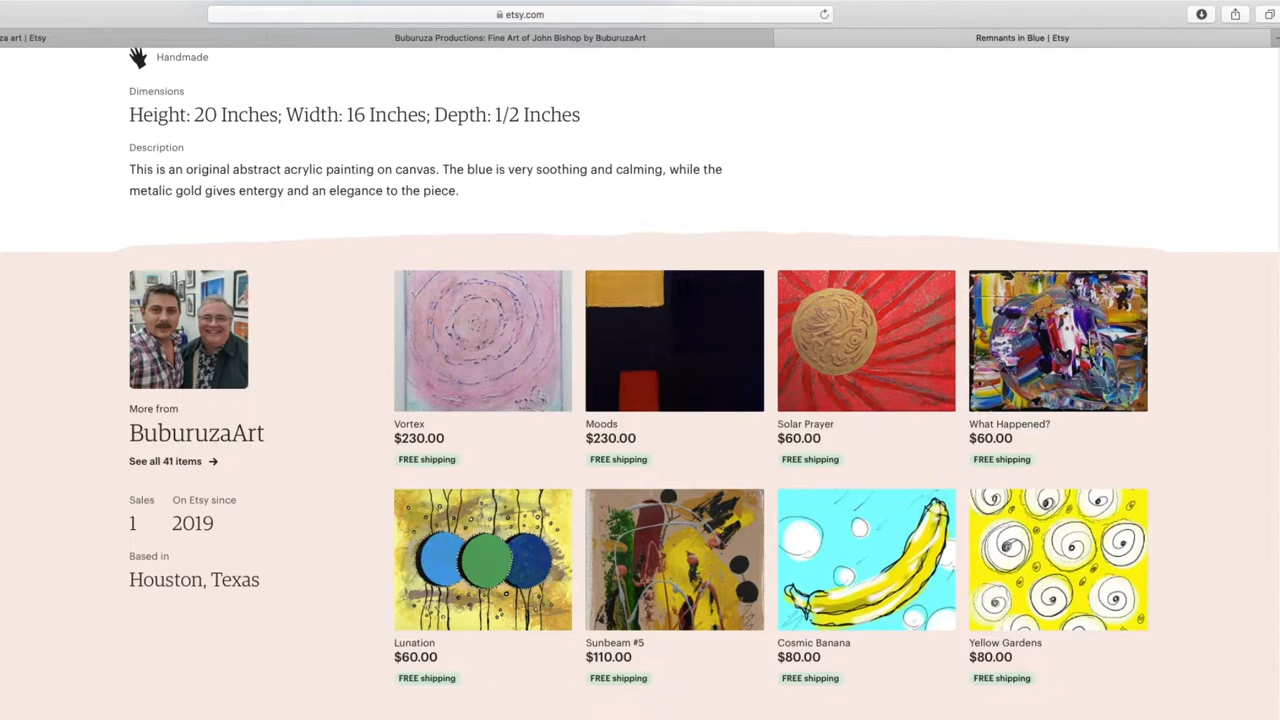 etsy.com
za art | Etsy
Buburuza Productions: Fine Art of John Bishop by BuburuzaArt
Remnants in Blue | Etsy
Handmade
Dimensions
Height: 20 Inches; Width: 16 Inches; Depth: 1/2 Inches
Description
This is an original abstract acrylic painting on canvas. The blue is very soothing and calming, while the
metalic gold gives entergy and an elegance to the piece.
More from
BuburuzaArt
See all 41 items
Sales
On Etsy since
1
2019
Based in
Houston, Texas
Vortex
$230.00
FREE shipping
Moods
$230.00
FREE shipping
Solar Prayer
$60.00
FREE shipping
What Happened?
$60.00
FREE shipping
Lunation
$60.00
FREE shipping
Sunbeam #5
$110.00
FREE shipping
Cosmic Banana
$80.00
FREE shipping
Yellow Gardens
$80.00
FREE shipping